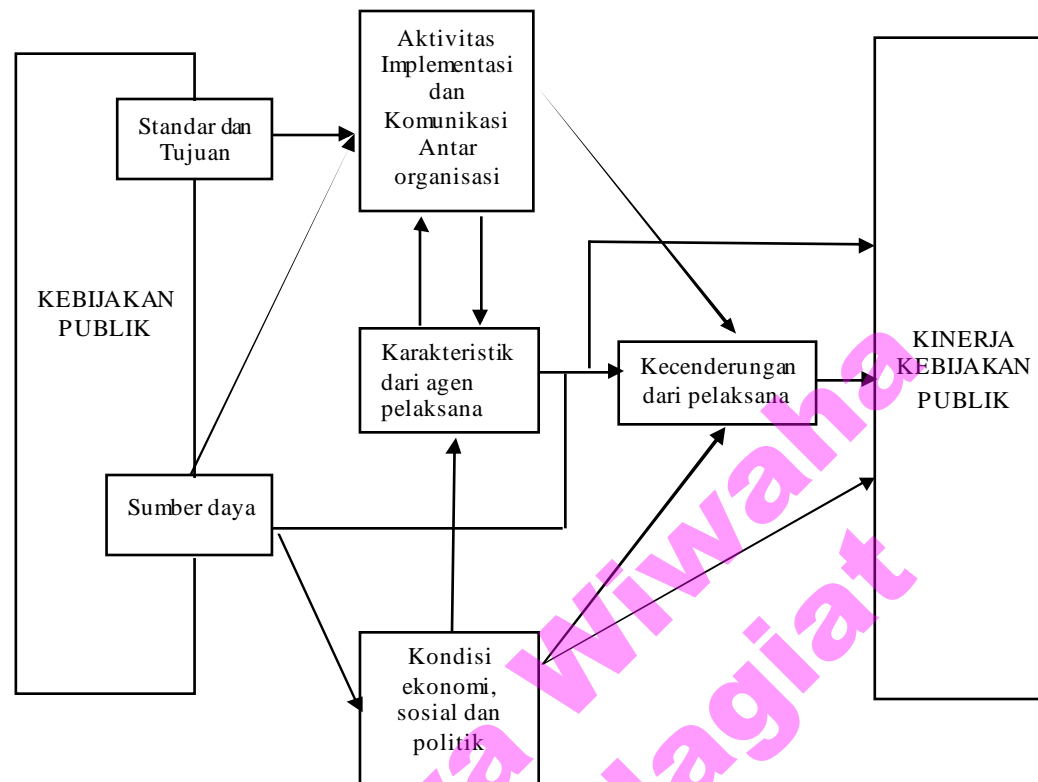 Aktivitas
Implementasi
dan
Komunikasi
Antar
organisasi
Standar dan
Tujuan
KEBIJAKAN
PUBLIK
Karakteristik
dari agen
pelaksana
Kecenderungan
dari pelaksana
KINERJA
KEBIJAKAN
PUBLIK
Sumber daya
Kondisi
ekonomi,
sosial dan
politik
Wiwaha